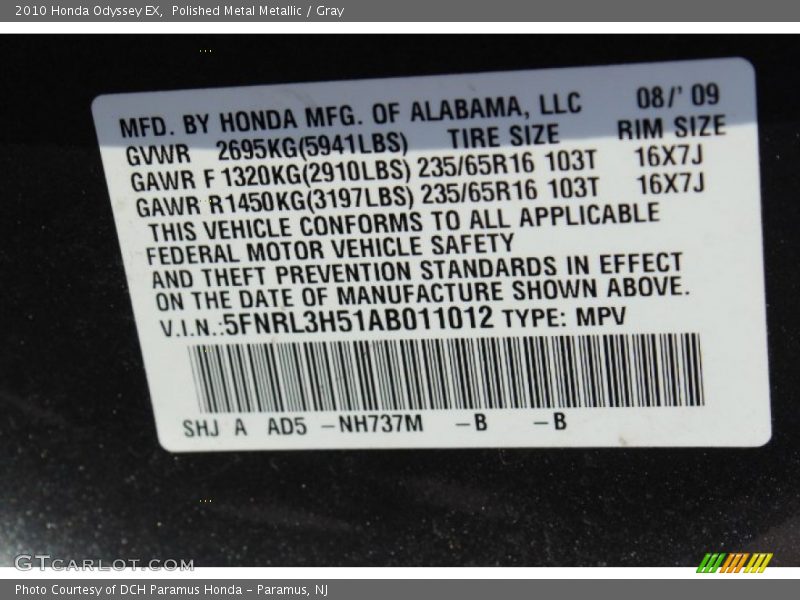 2010 Honda Odyssey EX,  Polished Metal Metallic / Gray
MFD. BY HONDA MFG. OF ALABAMA, LLC 08/' 09
GVWR 2695KG(5941LBS) TIRE SIZE RIM SIZE
GAWR F 1320KG(2910LBS) 235/65R16 103T 16X7J
GAWR R1450KG(3197LBS) 235/65R16 103T 16X7J
THIS VEHICLE CONFORMS TO ALL APPLICABLE
FEDERAL MOTOR VEHICLE SAFETY
AND THEFT PREVENTION STANDARDS IN EFFECT
ON THE DATE OF MANUFACTURE SHOWN ABOVE.
V.I.N.:5FNRL3H51AB011012 TYPE: MPV
SHJ A AD5 –NH737M –B –B
GTCARLOT.COM
Photo Courtesy of DCH Paramus Honda – Paramus, NJ